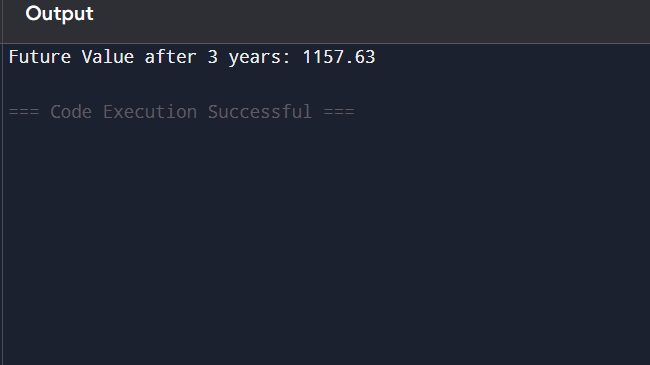 Output
Future Value after 3 years: 1157.63
=== Code Execution Successful ===